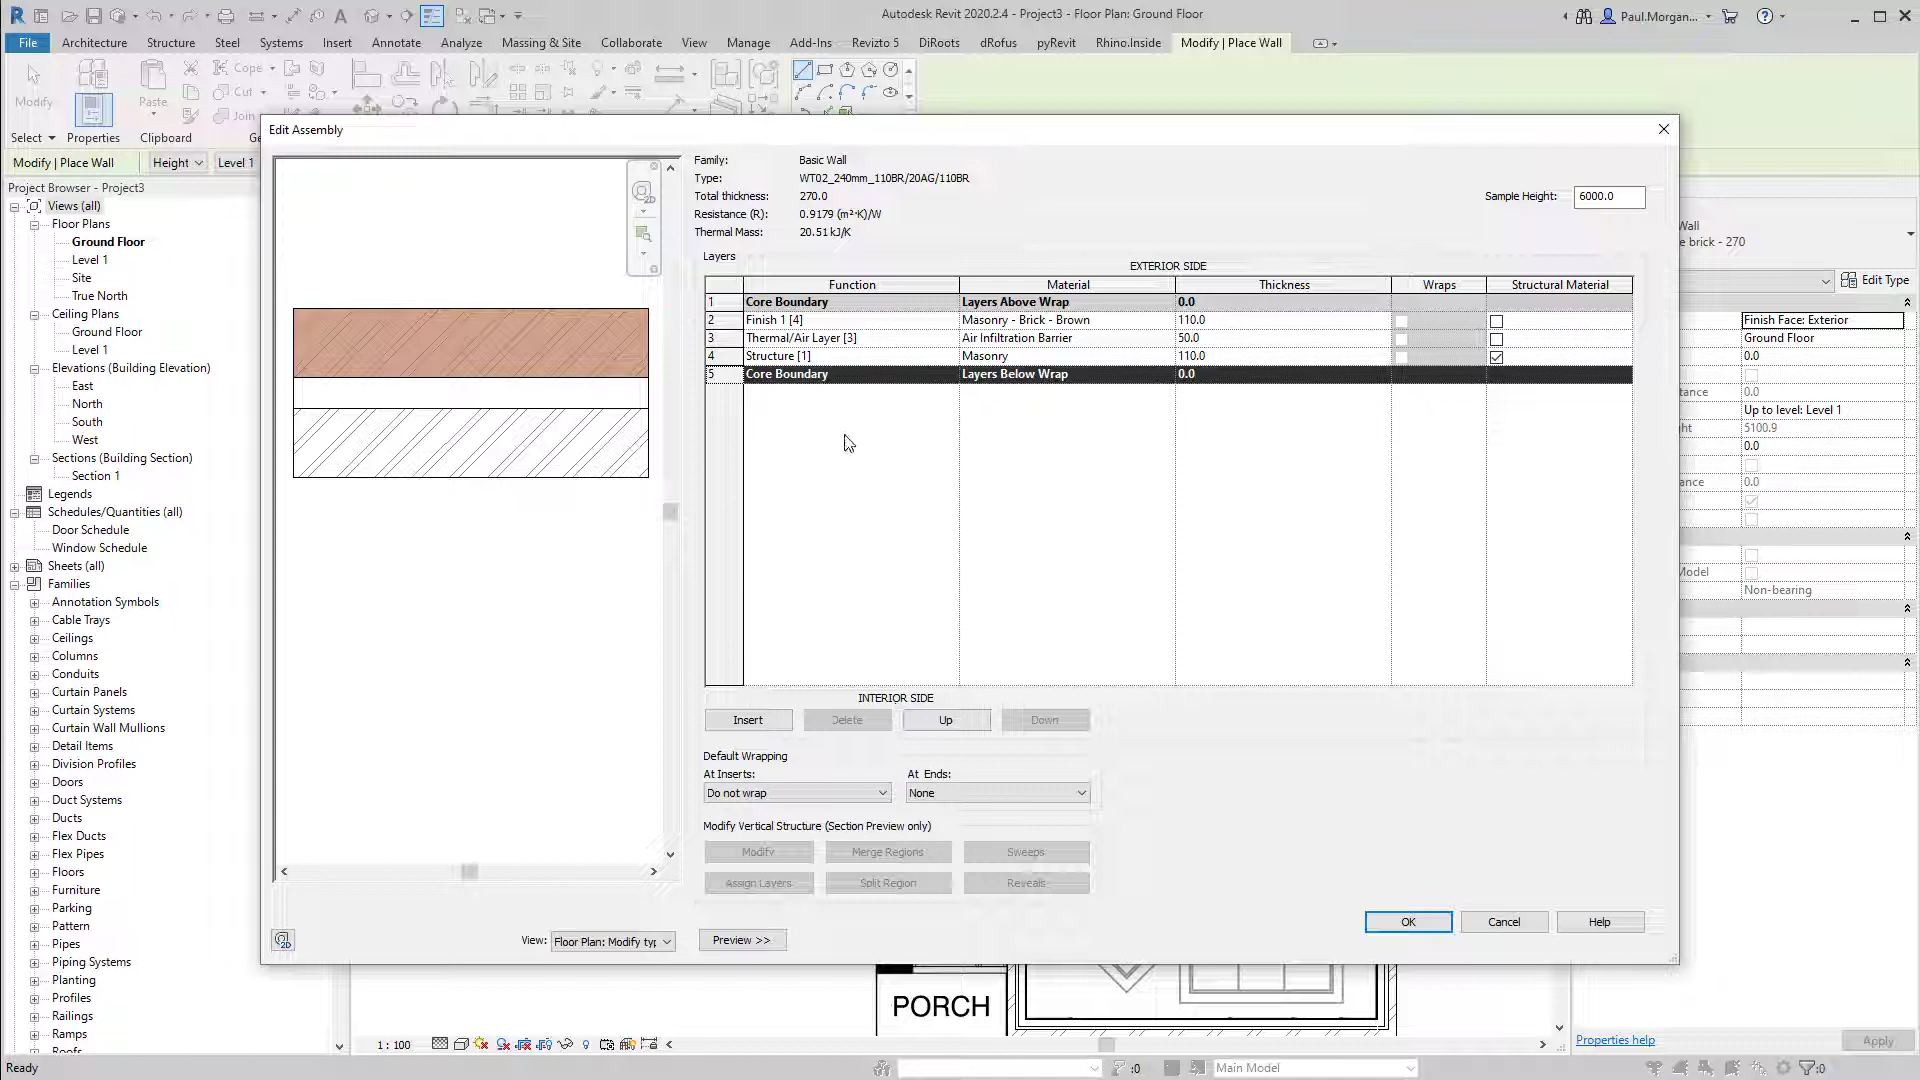 Autodesk Revit 2020.2.4 - Project3 - Floor Plan: Ground Floor
Paul.Morgan...
File Architecture Structure Steel Systems Insert Annotate Analyze Massing & Site Collaborate View Manage Add-Ins Revizto 5 DiRoots dRofus pyRevit Rhino.Inside Modify | Place Wall
Modify
Paste
Cope
Cut
Join
Select Properties Clipboard
Modify | Place Wall Height Level 1
Project Browser - Project3
Views (all)
Floor Plans
Ground Floor
Level 1
Site
True North
Ceiling Plans
Ground Floor
Level 1
Elevations (Building Elevation)
East
North
South
West
Sections (Building Section)
Section 1
Legends
Schedules/Quantities (all)
Door Schedule
Window Schedule
Sheets (all)
Families
Annotation Symbols
Cable Trays
Ceilings
Columns
Conduits
Curtain Panels
Curtain Systems
Curtain Wall Mullions
Detail Items
Division Profiles
Doors
Duct Systems
Ducts
Flex Ducts
Flex Pipes
Floors
Furniture
Parking
Pattern
Pipes
Piping Systems
Planting
Profiles
Railings
Ramps
Roofs
Edit Assembly
Family: Basic Wall
Type: WT02_240mm_110BR/20AG/110BR
Total thickness: 270.0
Resistance (R): 0.9179 (m²·K)/W
Thermal Mass: 20.51 kJ/K
Sample Height: 6000.0
Layers
EXTERIOR SIDE
Function Material Thickness Wraps Structural Material
1 Core Boundary Layers Above Wrap 0.0
2 Finish 1 [4] Masonry - Brick - Brown 110.0
3 Thermal/Air Layer [3] Air Infiltration Barrier 50.0
4 Structure [1] Masonry 110.0
5 Core Boundary Layers Below Wrap 0.0
INTERIOR SIDE
Insert Delete Up Down
Default Wrapping
At Inserts: At Ends:
Do not wrap None
Modify Vertical Structure (Section Preview only)
Modify Merge Regions Sweeps
Assign Layers Split Region Reveals
OK Cancel Help
View: Floor Plan: Modify typ Preview >>
Wall
e brick - 270
Edit Type
Finish Face: Exterior
Ground Floor
0.0
tance 0.0
Up to level: Level 1
ht 5100.9
0.0
ance 0.0
Model
Non-bearing
Properties help Apply
PORCH
1 : 100
Ready
:0 Main Model :0